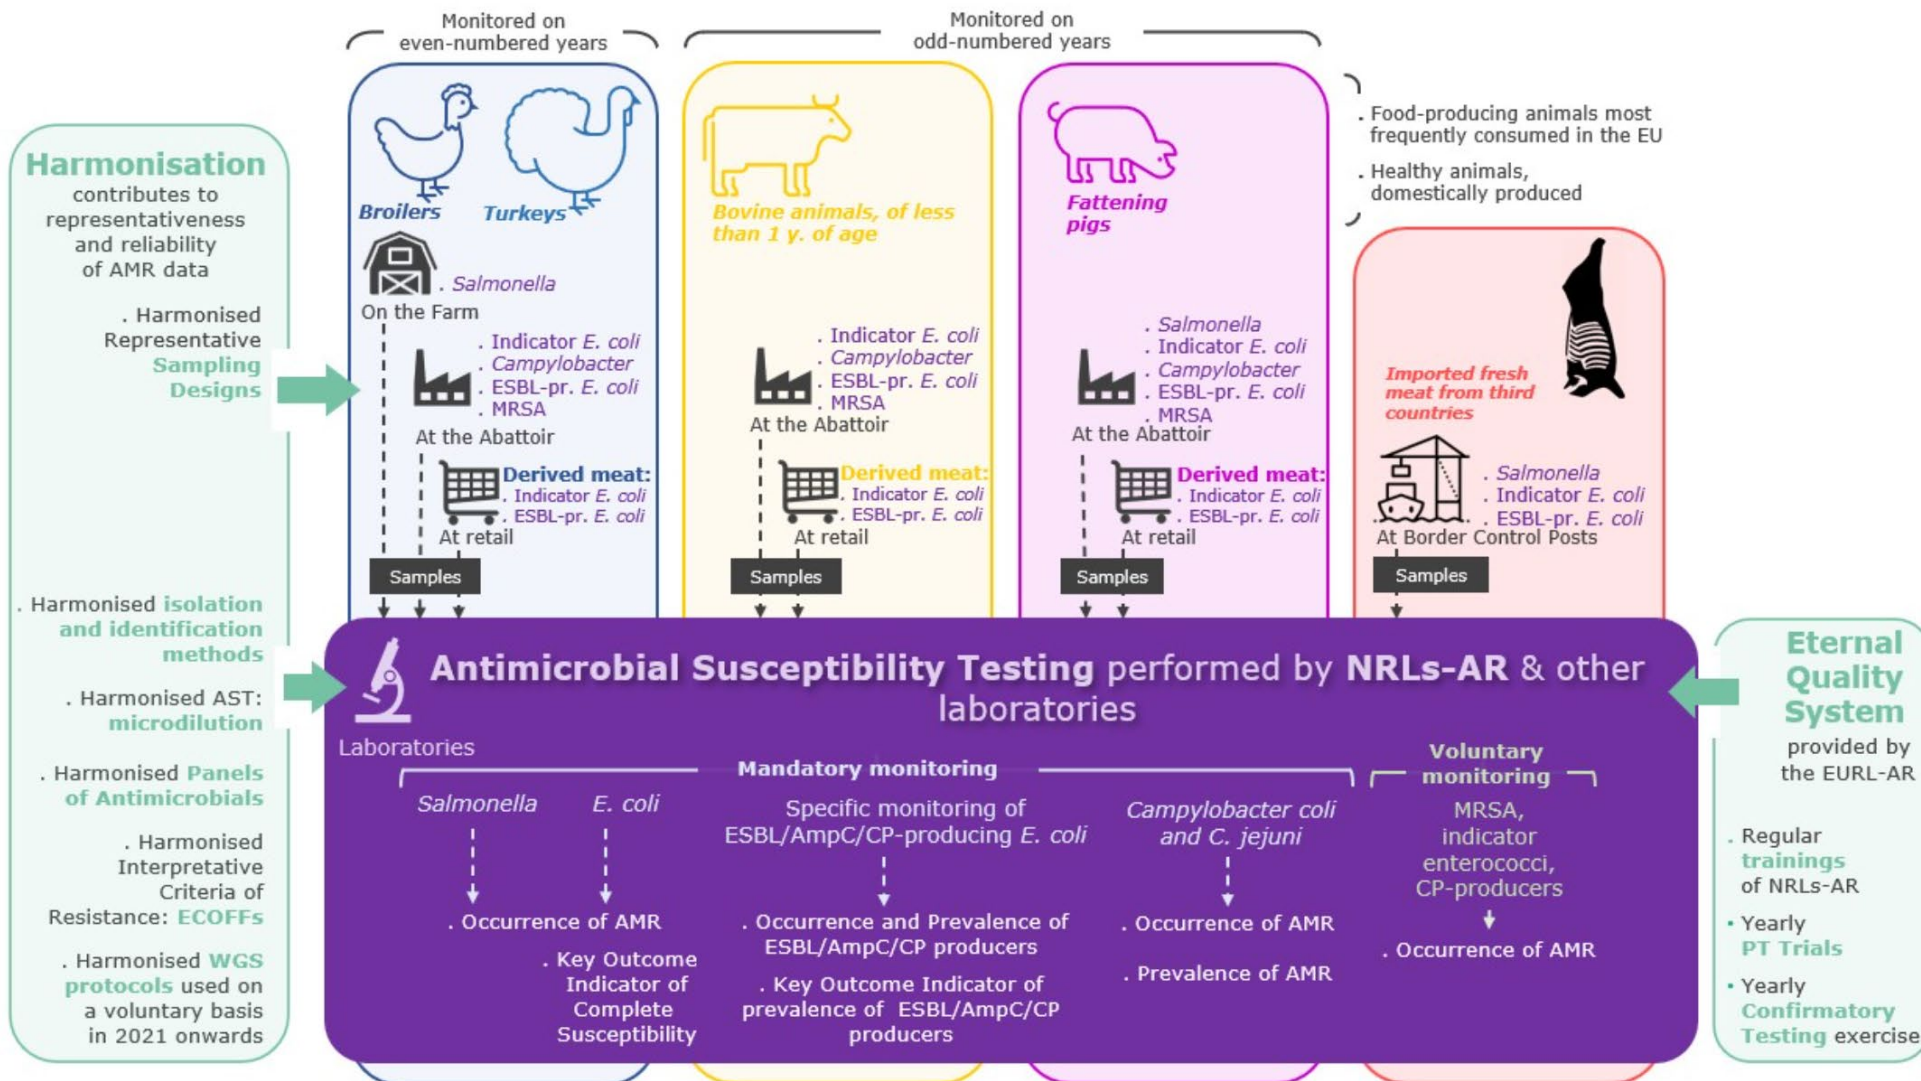 Monitored on
even-numbered years
Monitored on
odd-numbered years
Harmonisation
contributes to
representativeness
and reliability
of AMR data
. Harmonised
Representative
Sampling
Designs
. Harmonised isolation
and identification
methods
. Harmonised AST:
microdilution
. Harmonised Panels
of Antimicrobials
. Harmonised
Interpretative
Criteria of
Resistance: ECOFFs
. Harmonised WGS
protocols used on
a voluntary basis
in 2021 onwards
Broilers
Turkeys
. Salmonella
On the Farm
. Indicator E. coli
. Campylobacter
. ESBL-pr. E. coli
. MRSA
At the Abattoir
Derived meat:
. Indicator E. coli
. ESBL-pr. E. coli
At retail
Samples
Bovine animals, of less
than 1 y. of age
. Indicator E. coli
. Campylobacter
. ESBL-pr. E. coli
. MRSA
At the Abattoir
Derived meat:
. Indicator E. coli
. ESBL-pr. E. coli
At retail
Samples
Fattening
pigs
. Salmonella
. Indicator E. coli
. Campylobacter
. ESBL-pr. E. coli
. MRSA
At the Abattoir
Derived meat:
. Indicator E. coli
. ESBL-pr. E. coli
At retail
Samples
. Food-producing animals most
frequently consumed in the EU
. Healthy animals,
domestically produced
Imported fresh
meat from third
countries
. Salmonella
. Indicator E. coli
. ESBL-pr. E. coli
At Border Control Posts
Samples
Antimicrobial Susceptibility Testing performed by NRLs-AR & other
laboratories
Laboratories
Mandatory monitoring
Salmonella
E. coli
. Occurrence of AMR
. Key Outcome
Indicator of
Complete
Susceptibility
Specific monitoring of
ESBL/AmpC/CP-producing E. coli
. Occurrence and Prevalence of
ESBL/AmpC/CP producers
. Key Outcome Indicator of
prevalence of ESBL/AmpC/CP
producers
Campylobacter coli
and C. jejuni
. Occurrence of AMR
. Prevalence of AMR
Voluntary
monitoring
MRSA,
indicator
enterococci,
CP-producers
. Occurrence of AMR
Eternal
Quality
System
provided by
the EURL-AR
. Regular
trainings
of NRLs-AR
• Yearly
PT Trials
• Yearly
Confirmatory
Testing exercise